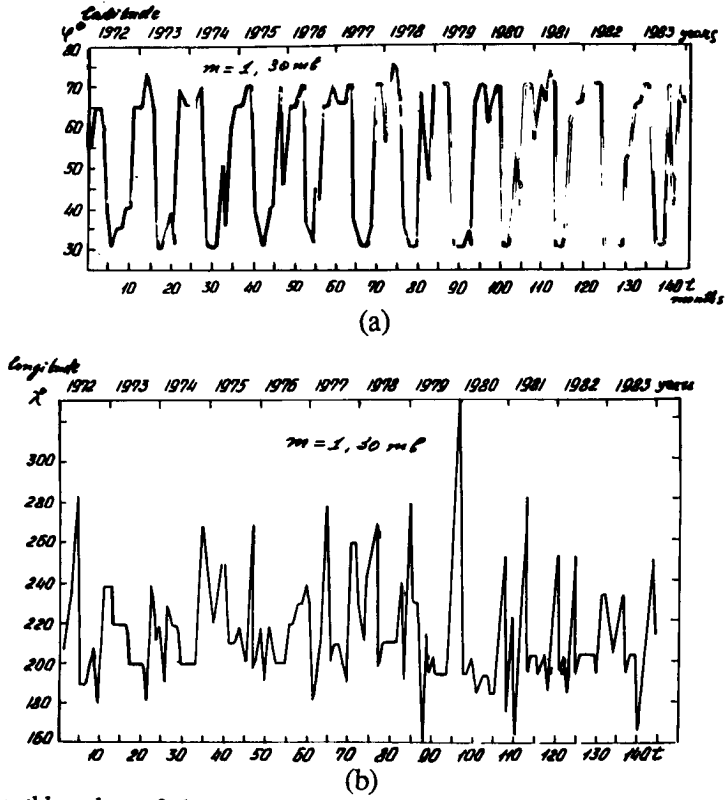 Latitude
φ° 1972 1973 1974 1975 1976 1977 1978 1979 1980 1981 1982 1983 years
80
m = 1, 30 mb
70
60
50
40
30
10 20 30 40 50 60 70 80 90 100 110 120 130 140 t
months
(a)
Longitude
λ 1972 1973 1974 1975 1976 1977 1978 1979 1980 1981 1982 1983 years
m = 1, 30 mb
300
280
260
240
220
200
180
160
10 20 30 40 50 60 70 80 90 100 110 120 130 140 t
(b)